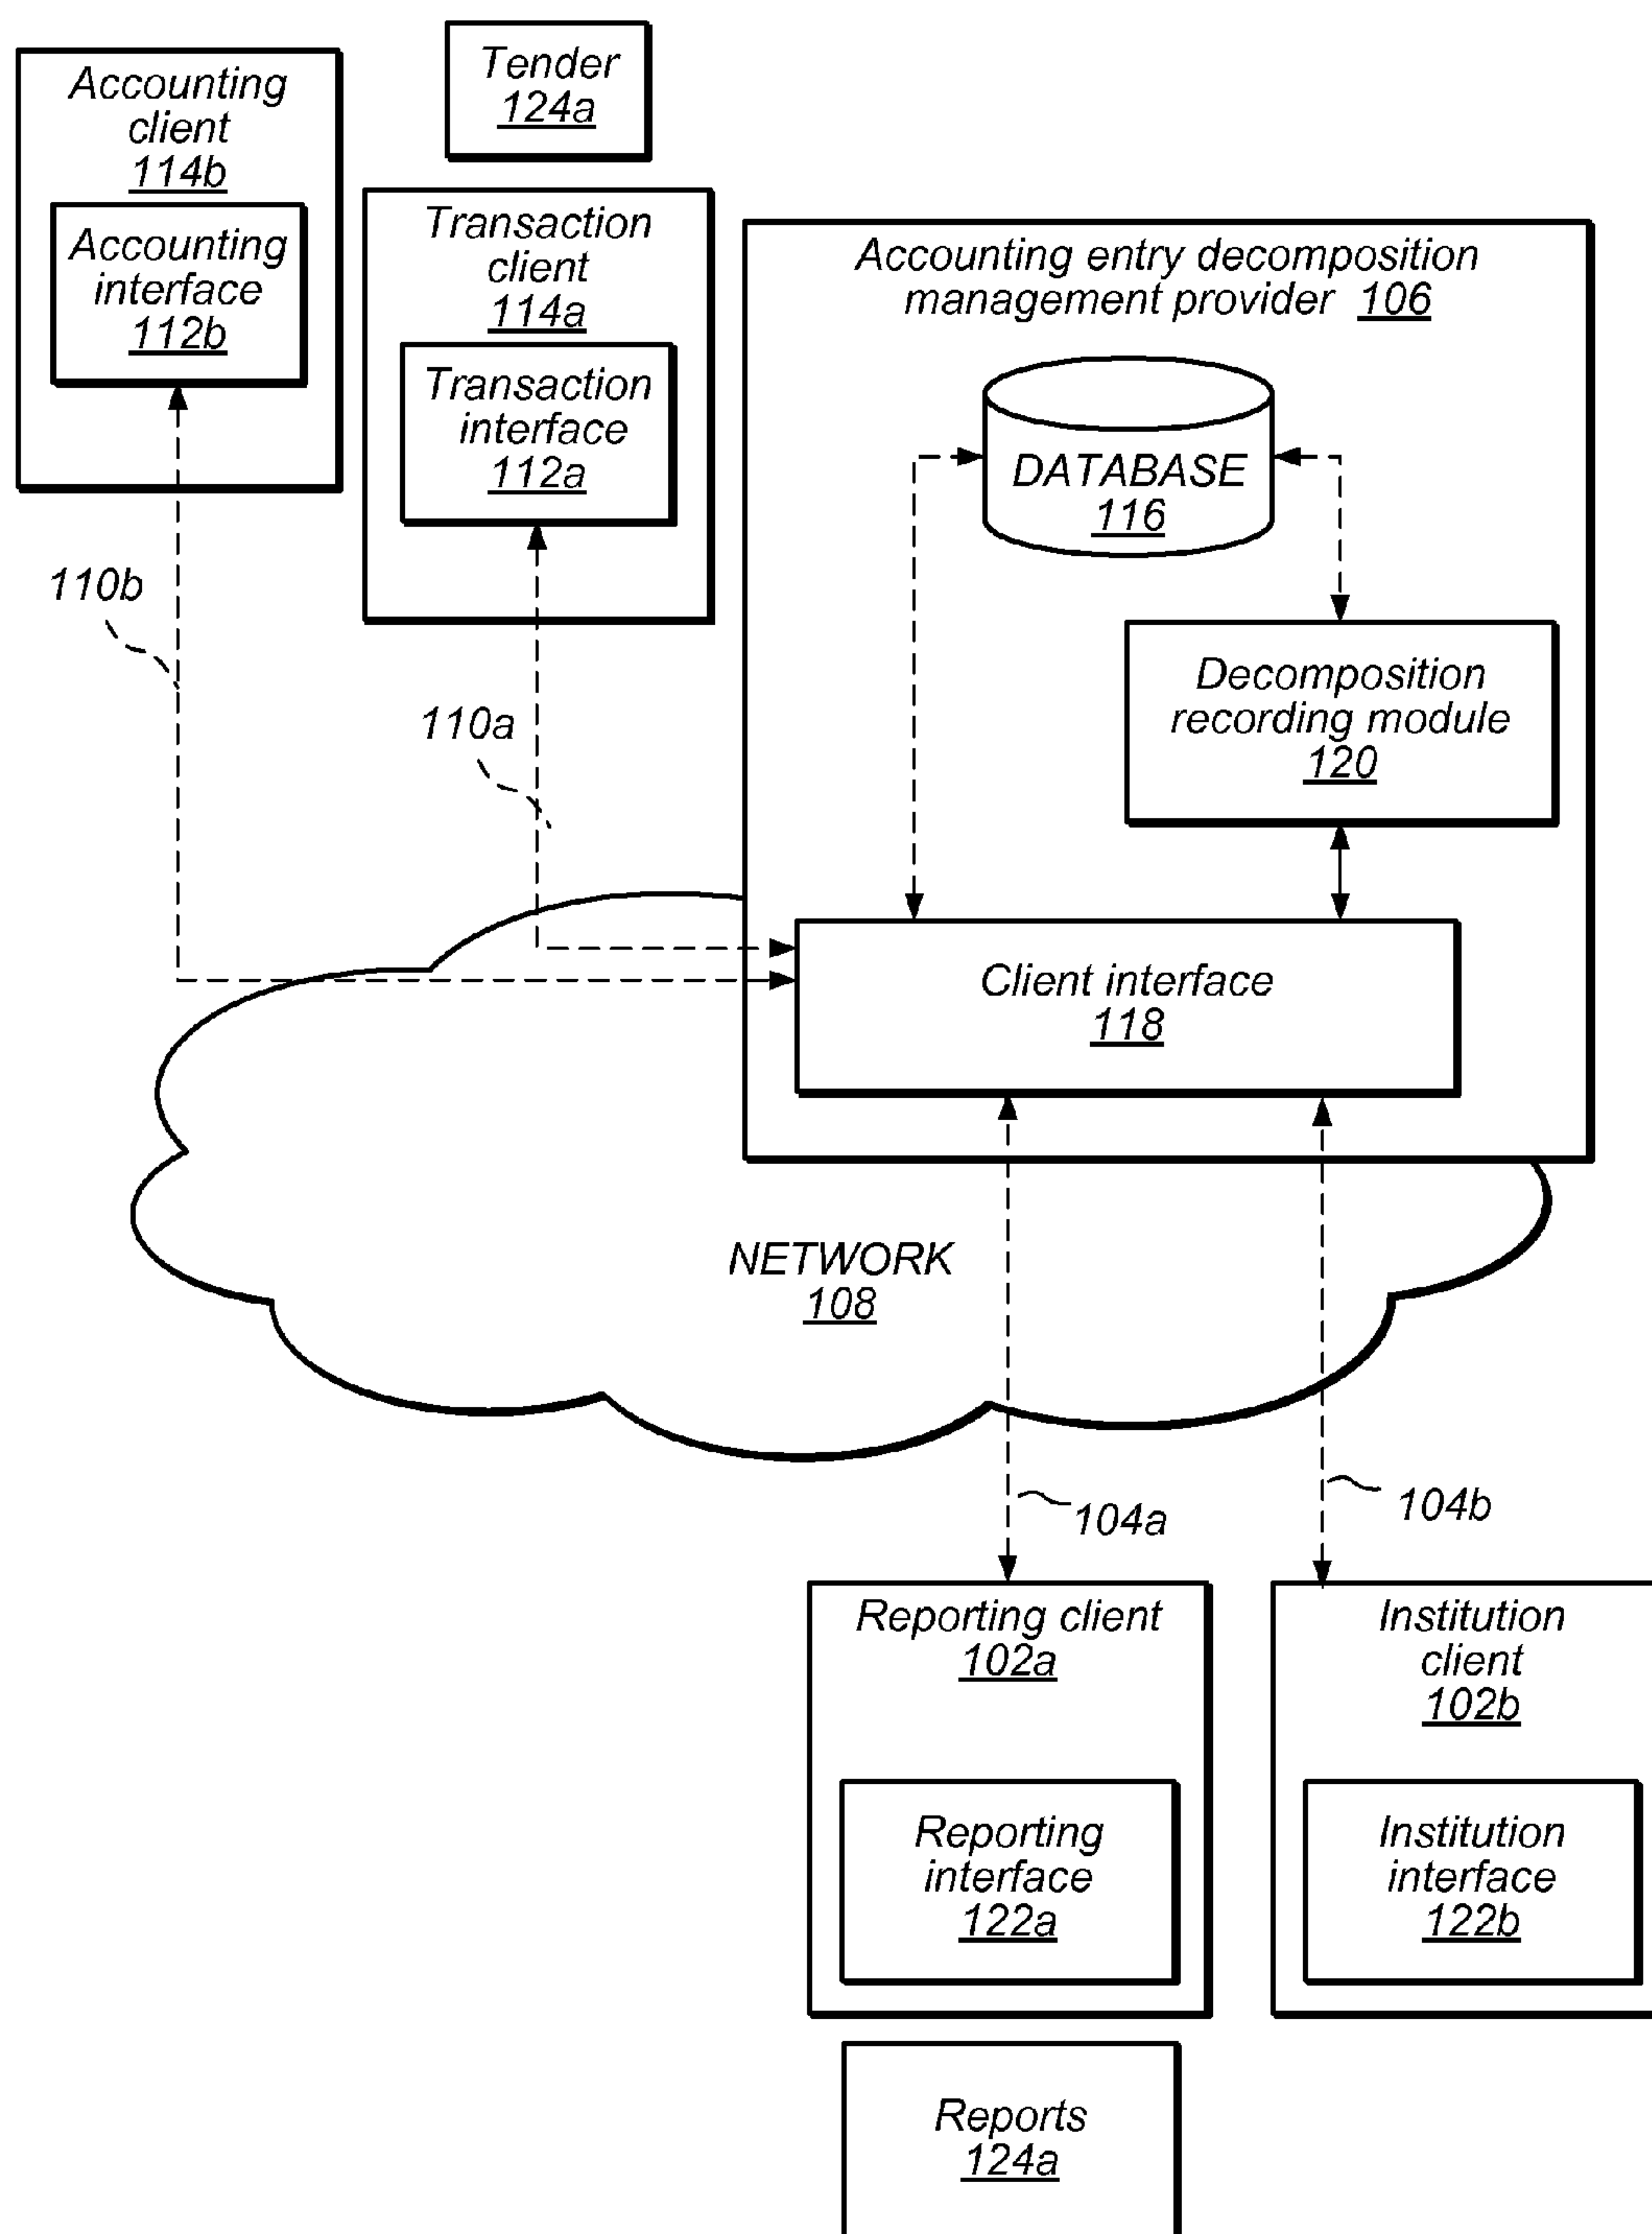 Tender
124a
Accounting
client
114b
Accounting
interface
112b
Transaction
client
114a
Transaction
interface
112a
Accounting entry decomposition
management provider 106
DATABASE
116
110b
Decomposition
recording module
120
110a
Client interface
118
NETWORK
108
104a
104b
Reporting client
102a
Institution
client
102b
Reporting
interface
122a
Institution
interface
122b
Reports
124a